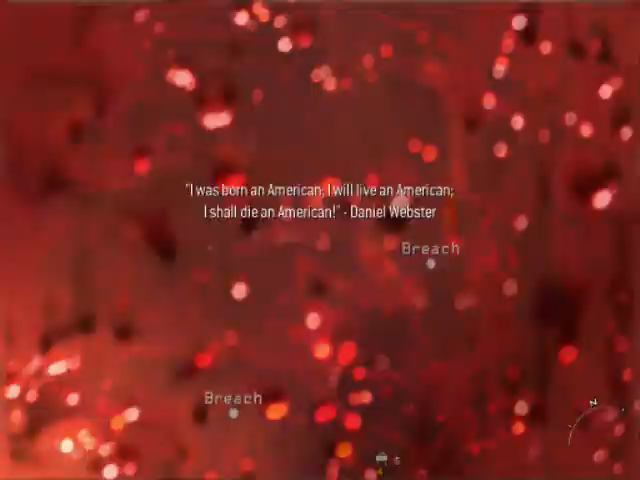 "I was born an American; I will live an American;
I shall die an American!" - Daniel Webster
Breach
Breach
N